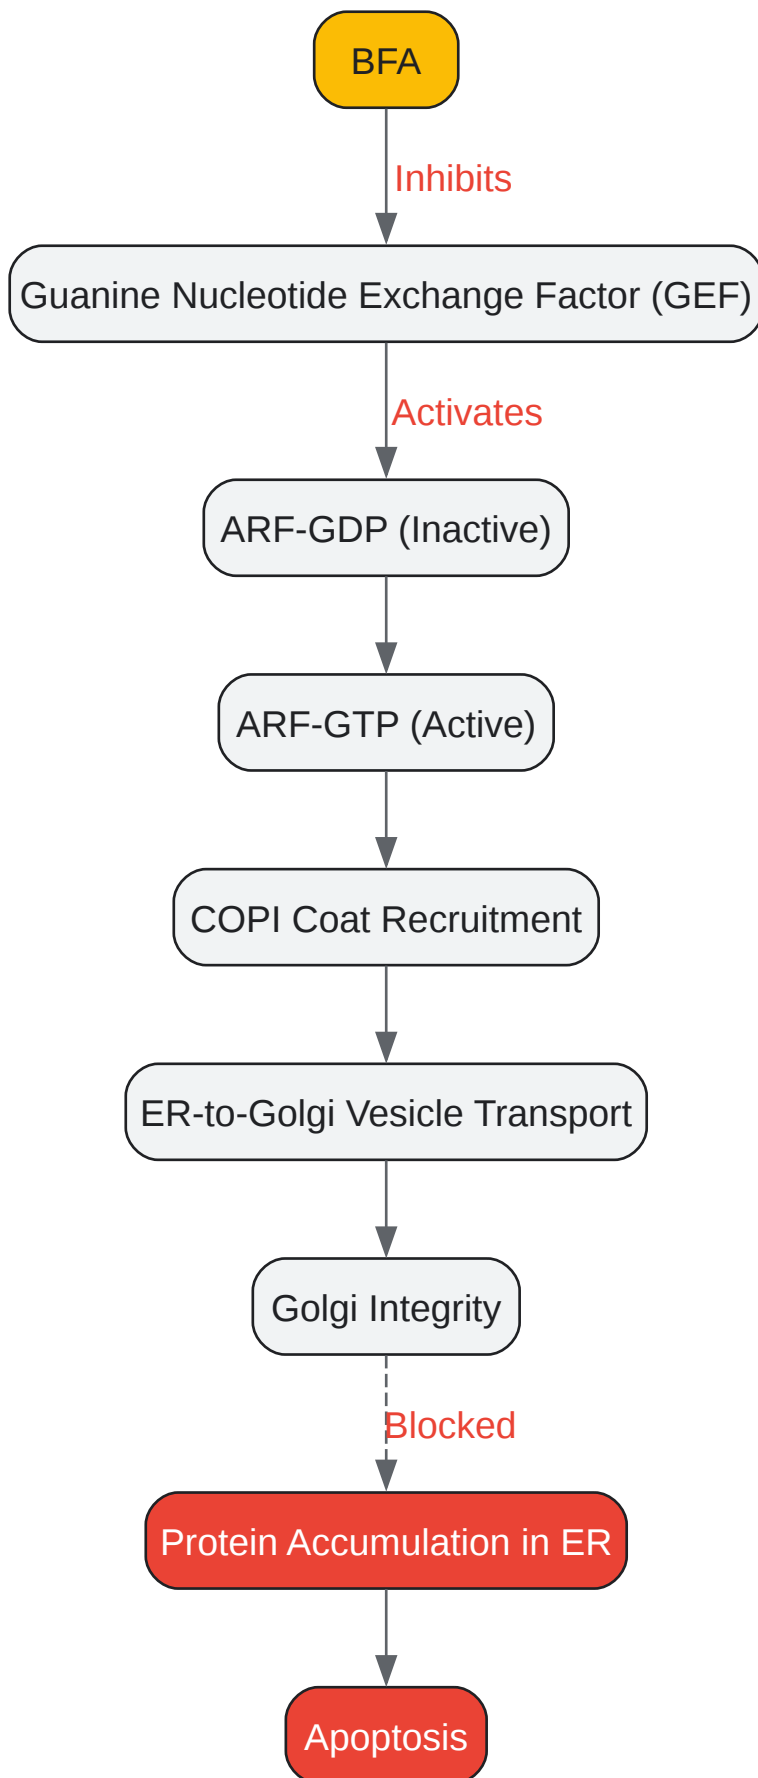 BFA
Inhibits
Guanine Nucleotide Exchange Factor (GEF)
Activates
ARF-GDP (Inactive)
ARF-GTP (Active)
COPI Coat Recruitment
ER-to-Golgi Vesicle Transport
Golgi Integrity
Blocked
Protein Accumulation in ER
Apoptosis